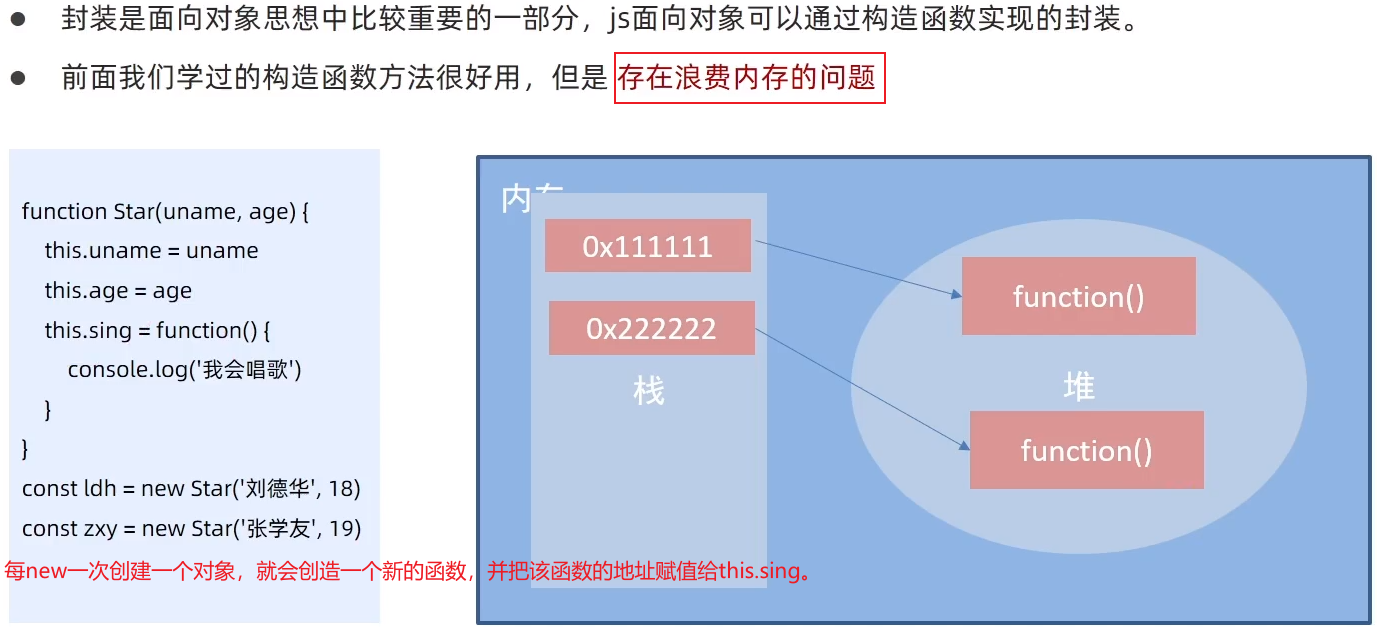 封装是面向对象思想中比较重要的一部分，js面向对象可以通过构造函数实现的封装。
前面我们学过的构造函数方法很好用，但是 存在浪费内存的问题
function Star(uname, age) {
this.uname = uname
this.age = age
this.sing = function() {
console.log('我会唱歌')
}
}
const ldh = new Star('刘德华', 18)
const zxy = new Star('张学友', 19)
每new一次创建一个对象，就会创造一个新的函数，并把该函数的地址赋值给this.sing。
内存
0x111111
0x222222
栈
function()
堆
function()